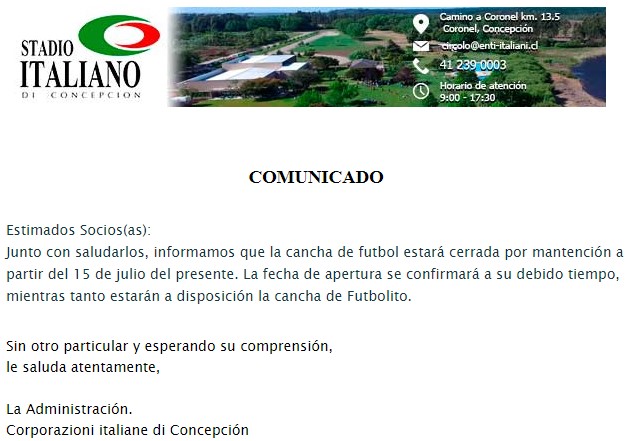 STADIO
ITALIANO
DI CONCEPCION
Camino a Coronel km. 13.5
Coronel, Concepción
circolo@enti-italiani.cl
41 239 0003
Horario de atención
9:00 - 17:30
COMUNICADO
Estimados Socios(as):
Junto con saludarlos, informamos que la cancha de futbol estará cerrada por mantención a
partir del 15 de julio del presente. La fecha de apertura se confirmará a su debido tiempo,
mientras tanto estarán a disposición la cancha de Futbolito.
Sin otro particular y esperando su comprensión,
le saluda atentamente,
La Administración.
Corporazioni italiane di Concepción